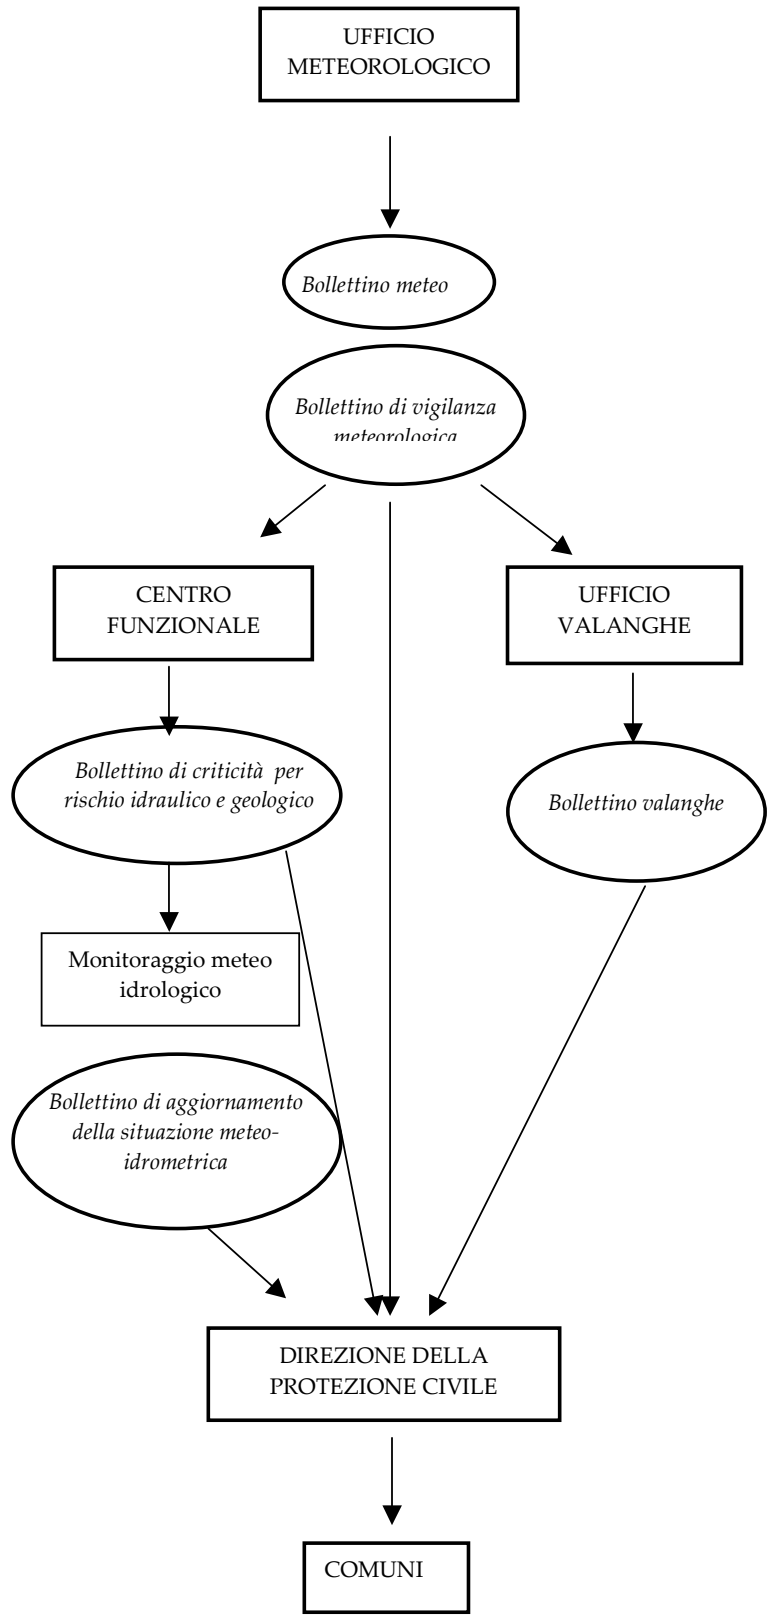 UFFICIO
METEOROLOGICO
Bollettino meteo
Bollettino di vigilanza
meteorologica
CENTRO
FUNZIONALE
UFFICIO
VALANGHE
Bollettino di criticità per
rischio idraulico e geologico
Bollettino valanghe
Monitoraggio meteo
idrologico
Bollettino di aggiornamento
della situazione meteo-
idrometrica
DIREZIONE DELLA
PROTEZIONE CIVILE
COMUNI